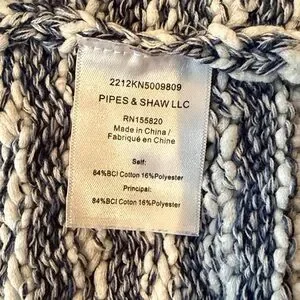 2212KN5009809
PIPES & SHAW LLC
RN155820
Made in China /
Fabriqué en Chine
Self:
84%BCI Cotton 16%Polyester
Principal:
84%BCI Cotton 16%Polyester